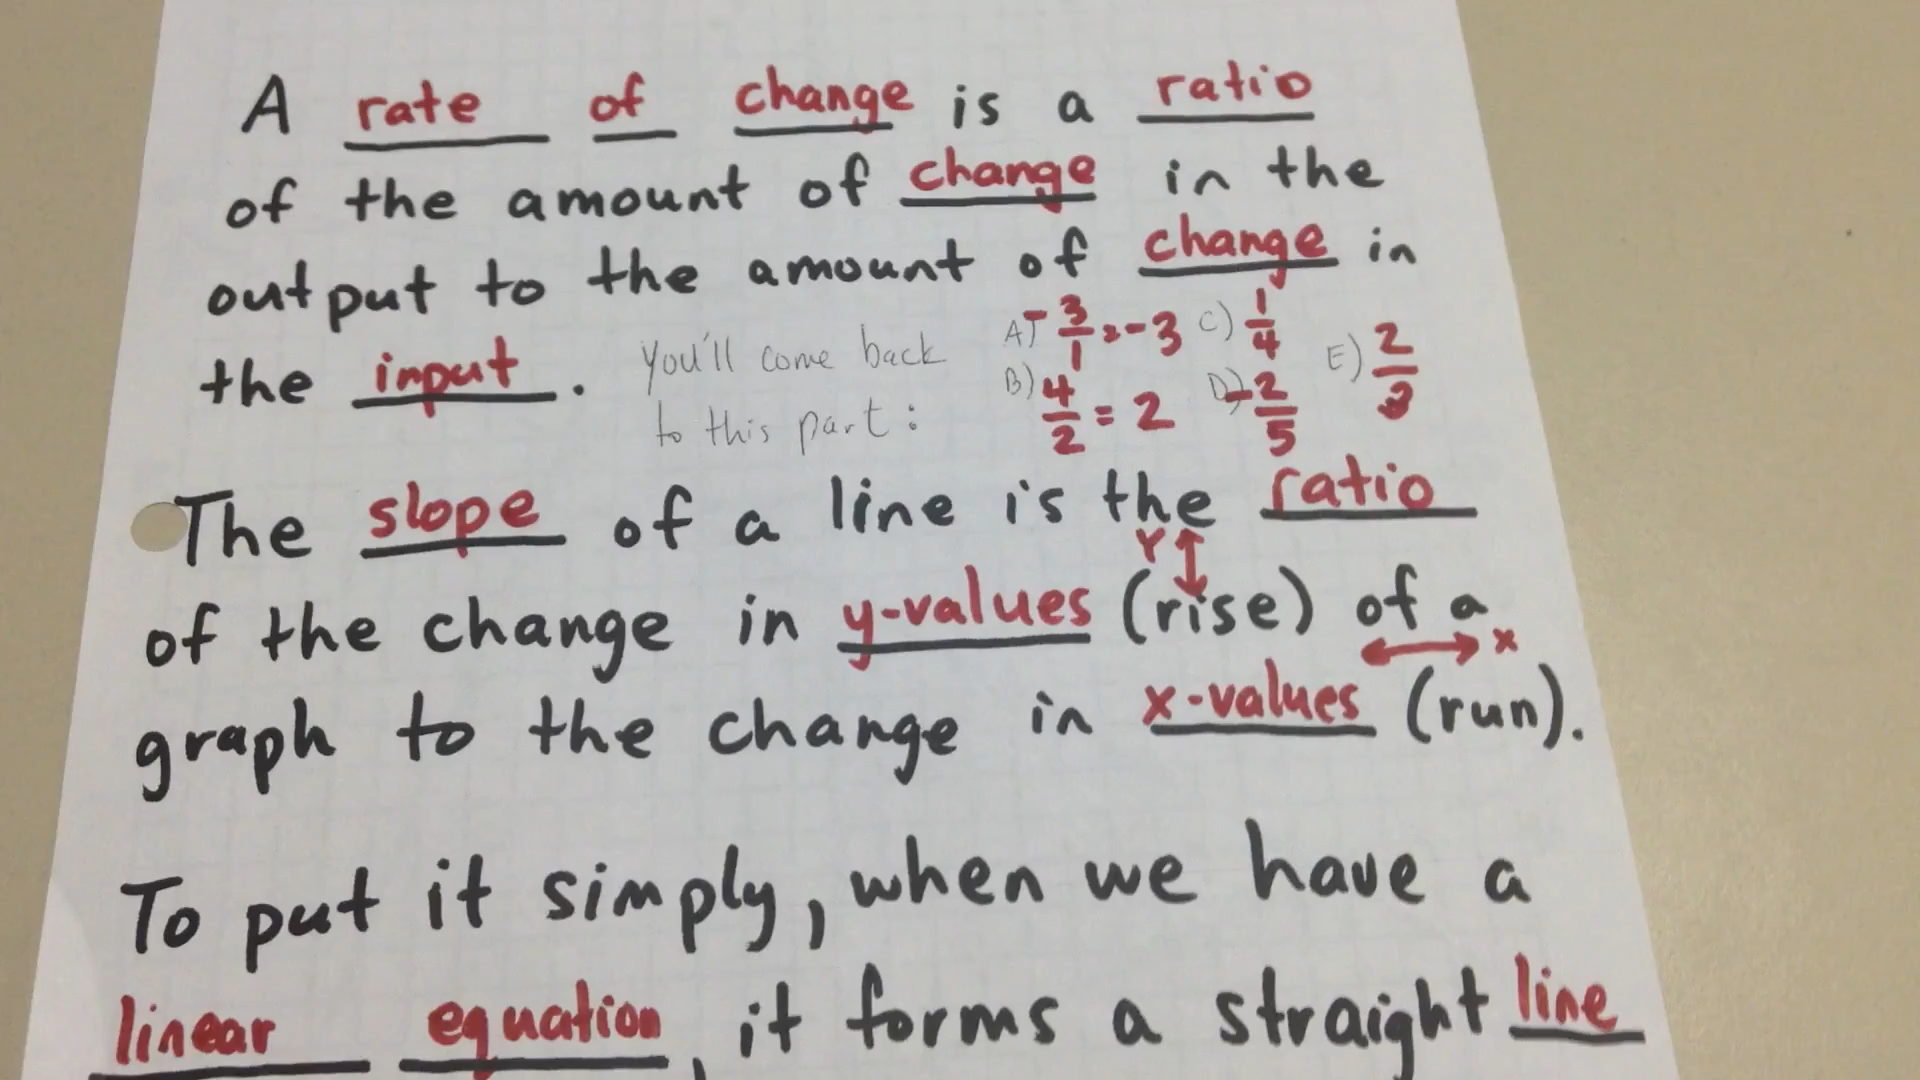 A rate of change is a ratio
of the amount of change in the
output to the amount of change in
the input.
You'll come back
to this part:
A) -3/1 = -3
B) 4/2 = 2
C) 1/4
D) -2/5
E) 2/3
The slope of a line is the ratio
Y
of the change in y-values (rise) of a
x
graph to the change in x-values (run).
To put it simply, when we have a
linear equation, it forms a straight line